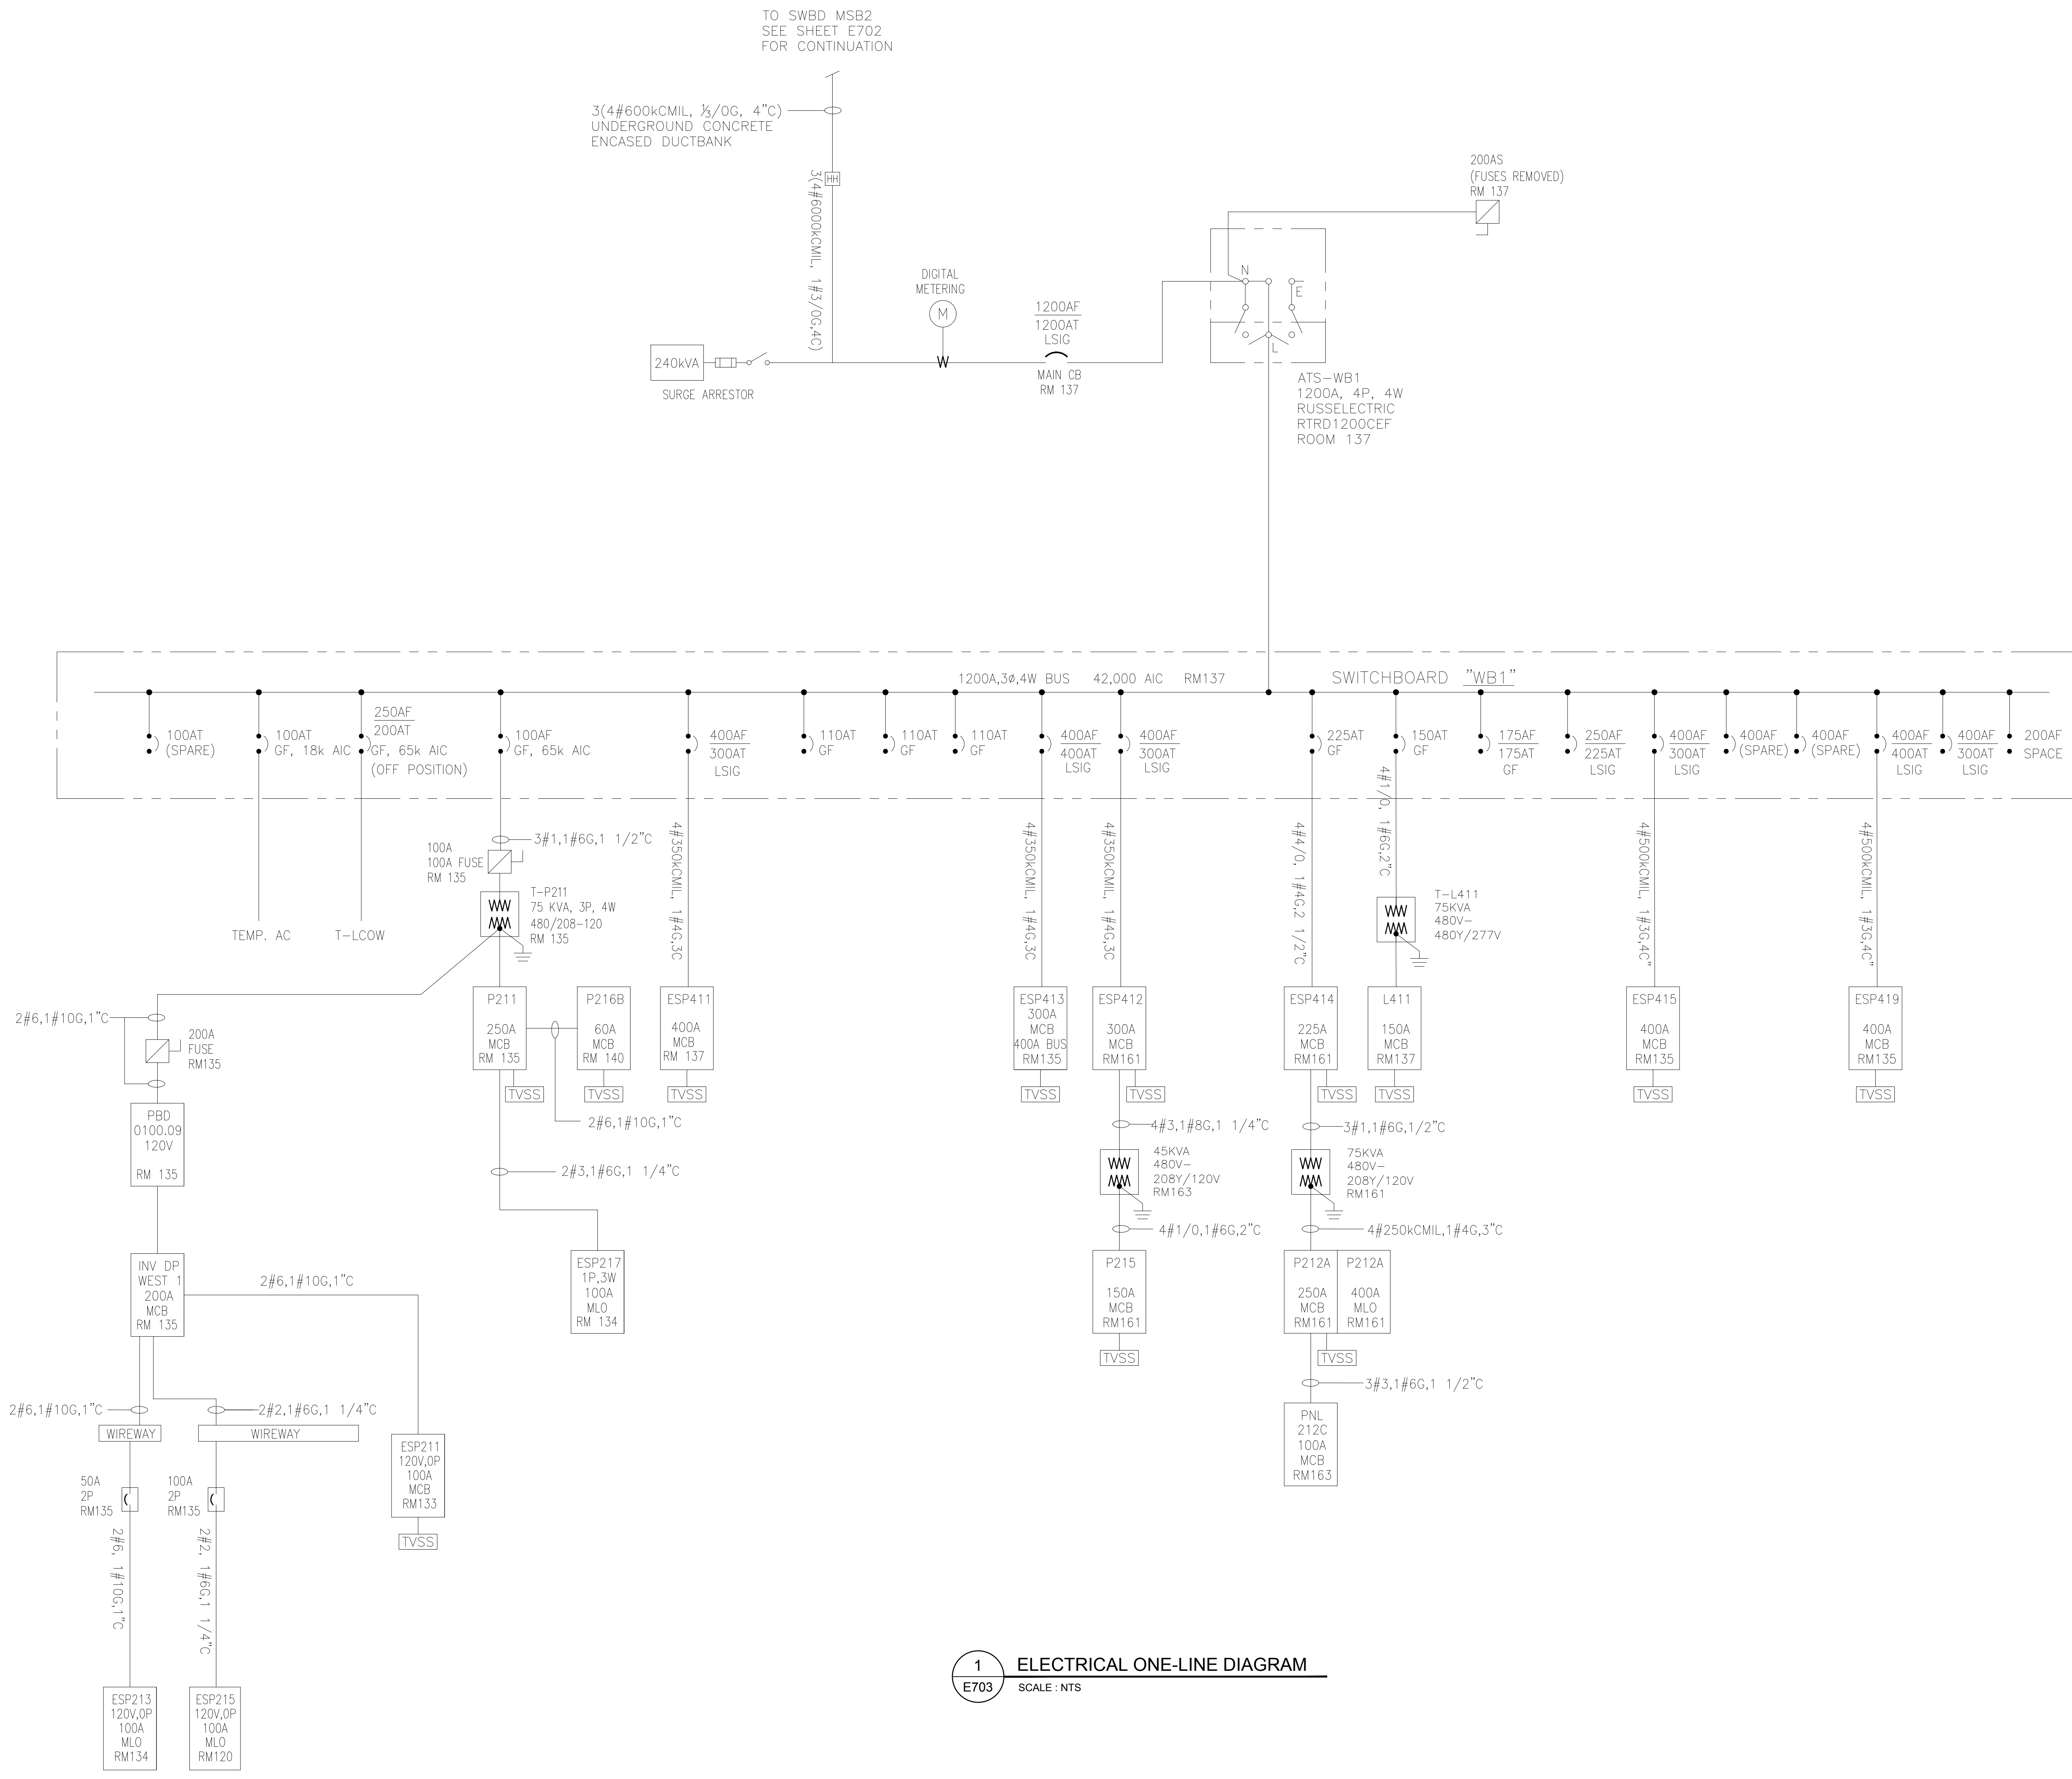 TO SWBD MSB2
SEE SHEET E702
FOR CONTINUATION
3(4#600kCMIL, ⅓/0G, 4"C)
UNDERGROUND CONCRETE
ENCASED DUCTBANK
HH
3(4#6000kCMIL, 1#3/0G,4C)
200AS
(FUSES REMOVED)
RM 137
DIGITAL
METERING
M
1200AF
1200AT
LSIG
MAIN CB
RM 137
240kVA
SURGE ARRESTOR
N
E
L
ATS-WB1
1200A, 4P, 4W
RUSSELECTRIC
RTRD1200CEF
ROOM 137
1200A,3ø,4W BUS 42,000 AIC RM137
SWITCHBOARD "WB1"
100AT
(SPARE)
100AT
GF, 18k AIC
250AF
200AT
GF, 65k AIC
(OFF POSITION)
100AF
GF, 65k AIC
400AF
300AT
LSIG
110AT
GF
110AT
GF
110AT
GF
400AF
400AT
LSIG
400AF
300AT
LSIG
225AT
GF
150AT
GF
175AF
175AT
GF
250AF
225AT
LSIG
400AF
300AT
LSIG
400AF
(SPARE)
400AF
(SPARE)
400AF
400AT
LSIG
400AF
300AT
LSIG
200AF
SPACE
TEMP. AC
T-LCOW
3#1,1#6G,1 1/2"C
100A
100A FUSE
RM 135
T-P211
75 KVA, 3P, 4W
480/208-120
RM 135
4#350kCMIL, 1#4G,3C
4#350kCMIL, 1#4G,3C
4#350kCMIL, 1#4G,3C
4#4/0, 1#4G,2 1/2"C
4#1/0, 1#6G,2"C
T-L411
75KVA
480V-
480Y/277V
4#500kCMIL, 1#3G,4C"
4#500kCMIL, 1#3G,4C"
2#6,1#10G,1"C
200A
FUSE
RM135
P211
250A
MCB
RM 135
TVSS
P216B
60A
MCB
RM 140
TVSS
ESP411
400A
MCB
RM 137
TVSS
ESP413
300A
MCB
400A BUS
RM135
TVSS
ESP412
300A
MCB
RM161
TVSS
ESP414
225A
MCB
RM161
TVSS
L411
150A
MCB
RM137
TVSS
ESP415
400A
MCB
RM135
TVSS
ESP419
400A
MCB
RM135
TVSS
PBD
0100.09
120V
RM 135
2#6,1#10G,1"C
2#3,1#6G,1 1/4"C
4#3,1#8G,1 1/4"C
45KVA
480V-
208Y/120V
RM163
3#1,1#6G,1/2"C
75KVA
480V-
208Y/120V
RM161
4#1/0,1#6G,2"C
4#250kCMIL,1#4G,3"C
INV DP
WEST 1
200A
MCB
RM 135
2#6,1#10G,1"C
ESP217
1P,3W
100A
MLO
RM 134
P215
150A
MCB
RM161
TVSS
P212A
250A
MCB
RM161
TVSS
P212A
400A
MLO
RM161
3#3,1#6G,1 1/2"C
PNL
212C
100A
MCB
RM163
2#6,1#10G,1"C
2#2,1#6G,1 1/4"C
WIREWAY
WIREWAY
ESP211
120V,0P
100A
MCB
RM133
TVSS
50A
2P
RM135
100A
2P
RM135
2#6, 1#10G,1"C
2#2, 1#6G,1 1/4"C
ESP213
120V,0P
100A
MLO
RM134
ESP215
120V,0P
100A
MLO
RM120
1
E703
ELECTRICAL ONE-LINE DIAGRAM
SCALE : NTS